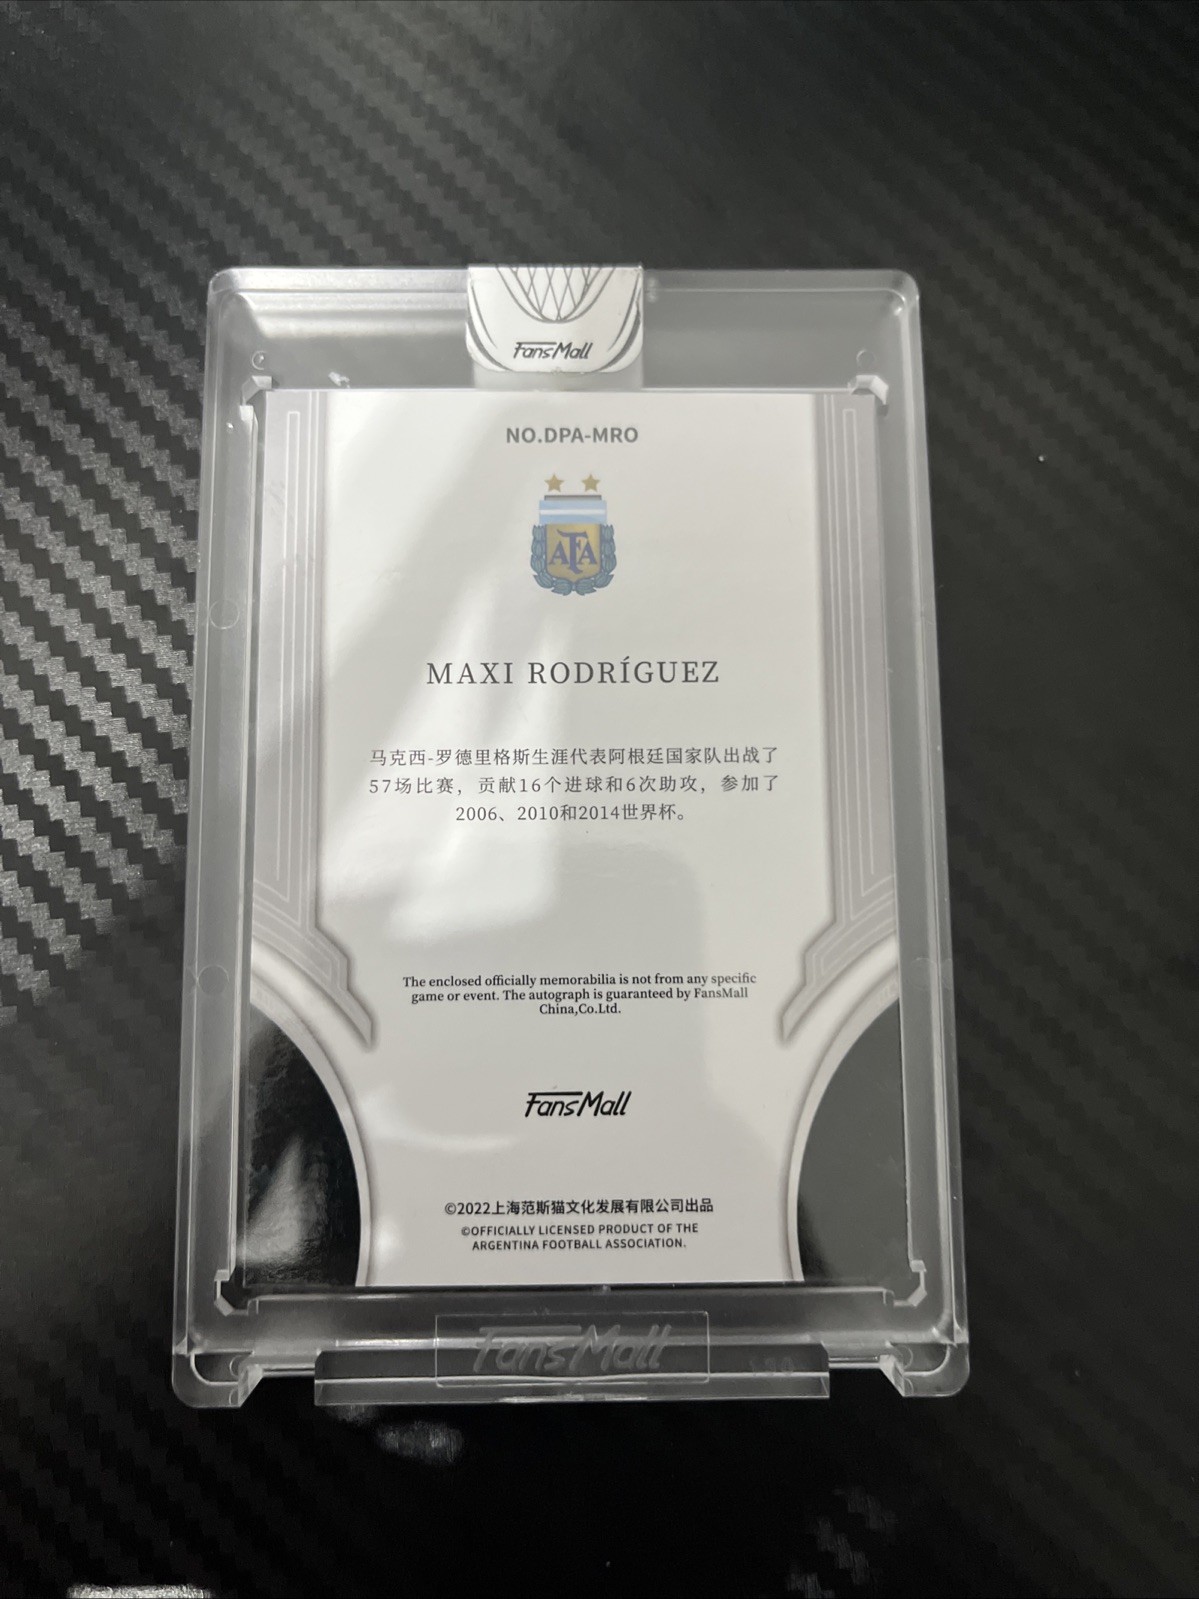 FansMall
NO.DPA-MRO
AFA
MAXI RODRÍGUEZ
马克西-罗德里格斯生涯代表阿根廷国家队出战了
57场比赛，贡献16个进球和6次助攻，参加了
2006、2010和2014世界杯。
The enclosed officially memorabilia is not from any specific
game or event. The autograph is guaranteed by FansMall
China,Co.Ltd.
FansMall
©2022上海范斯猫文化发展有限公司出品
©OFFICIALLY LICENSED PRODUCT OF THE
ARGENTINA FOOTBALL ASSOCIATION.
FansMall